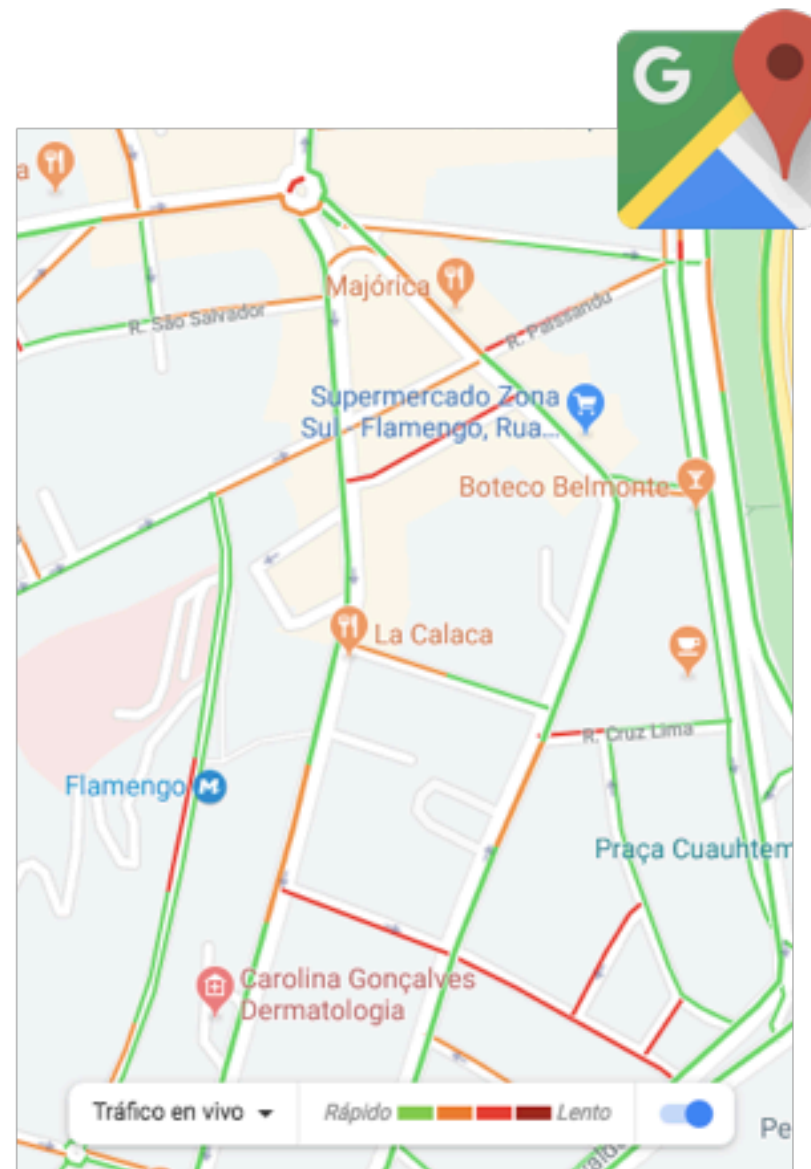 G
a
Majórica
R. São Salvador
R. Paissandu
Supermercado Zona
Sul - Flamengo, Rua...
Boteco Belmonte
La Calaca
R. Cruz Lima
Flamengo M
Praça Cuauhtem
Carolina Gonçalves
Dermatologia
Tráfico en vivo
Rápido
Lento
Pe